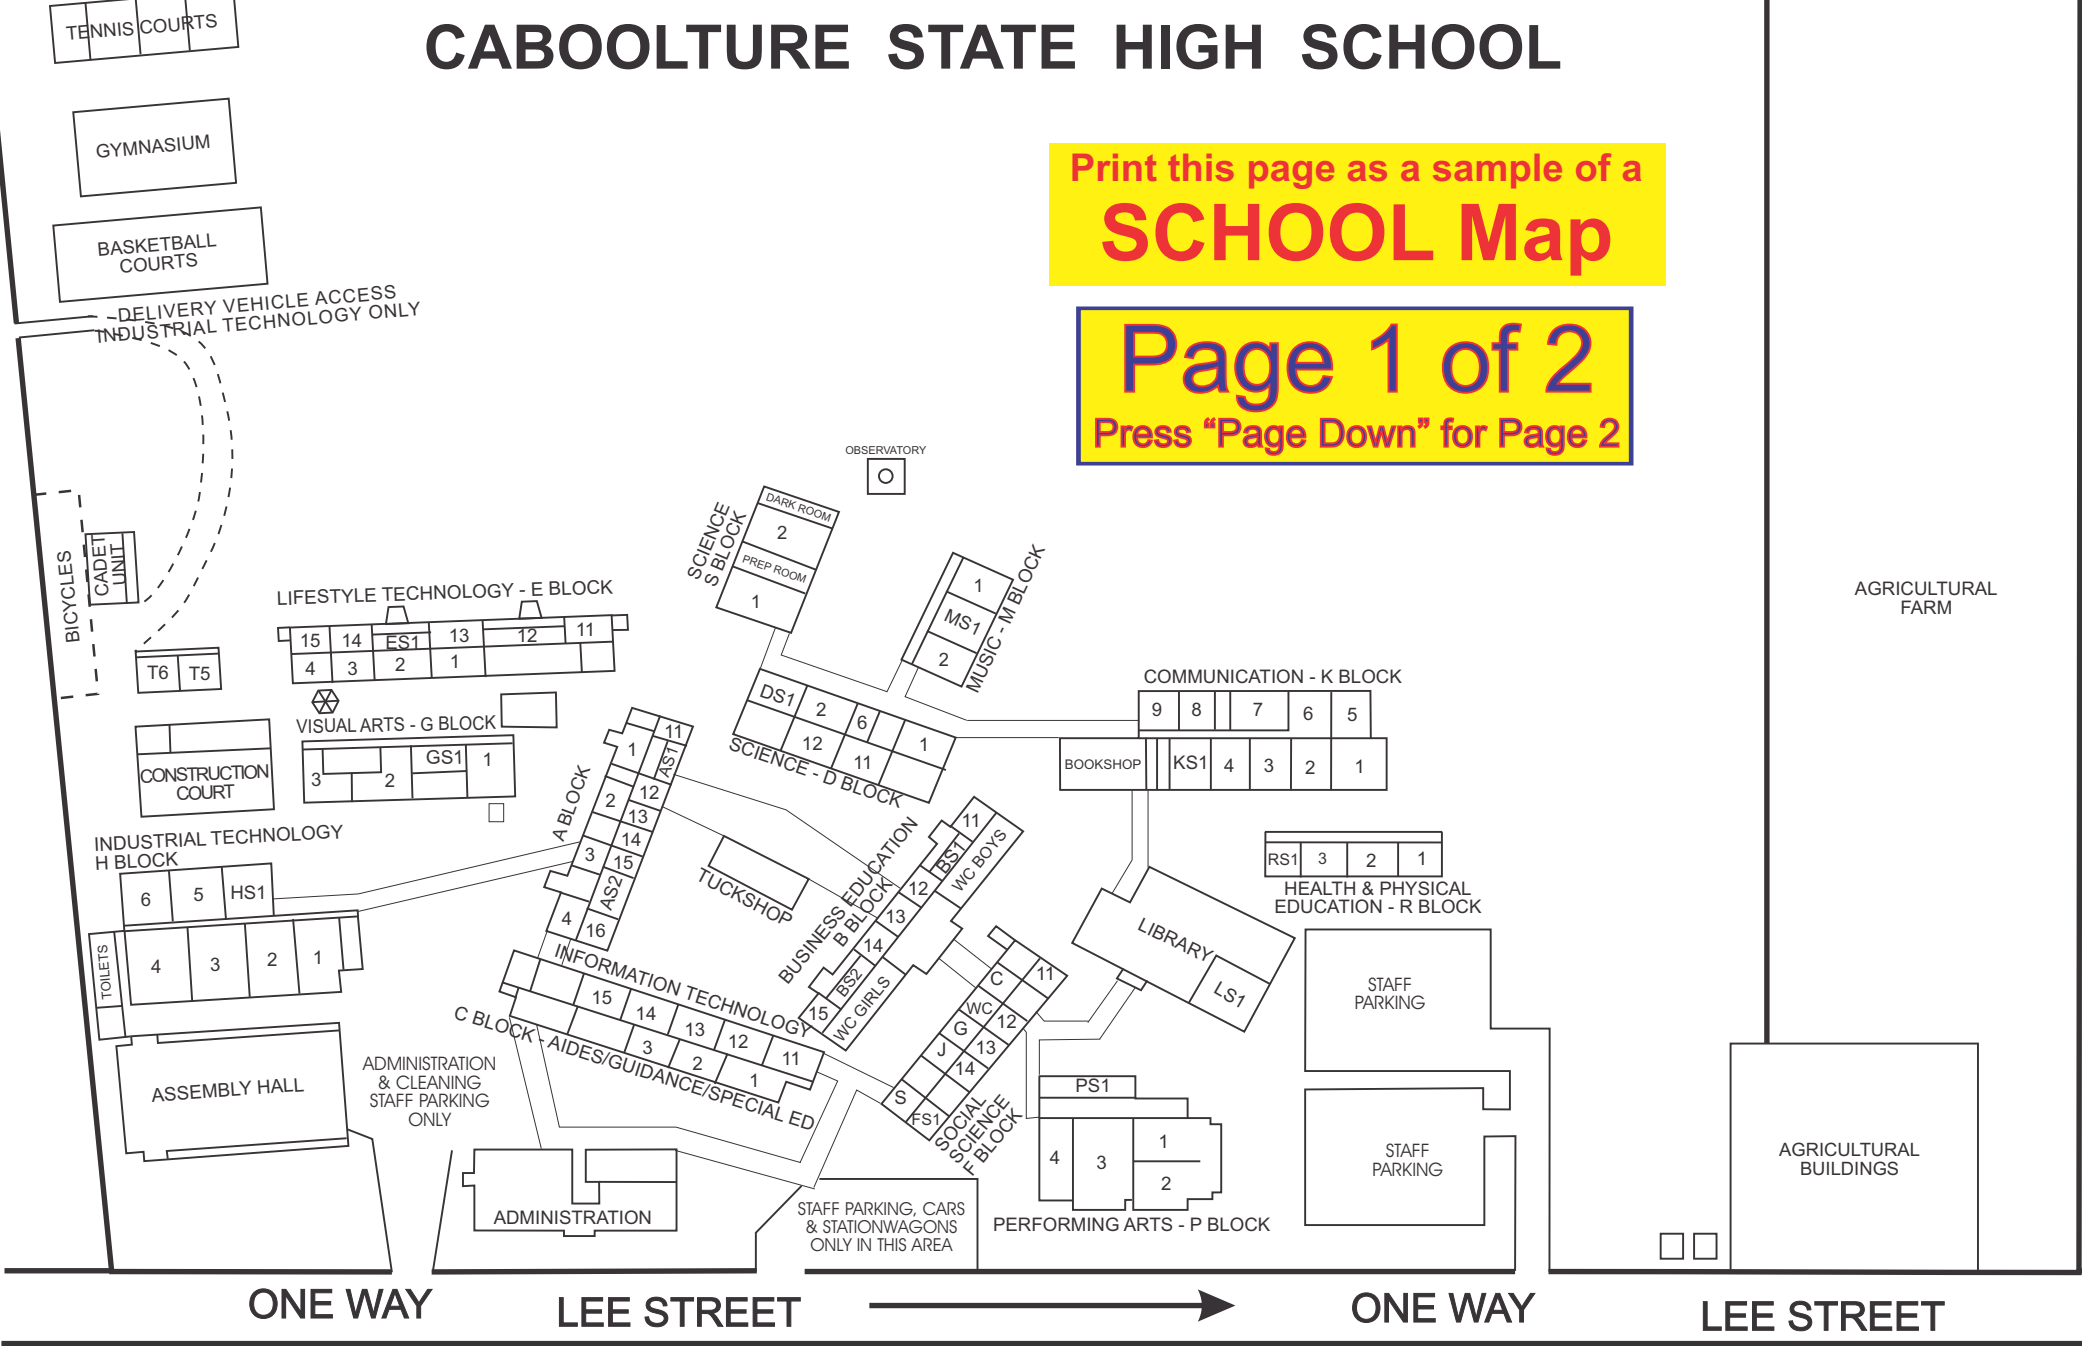 CABOOLTURE STATE HIGH SCHOOL
TENNIS COURTS
GYMNASIUM
BASKETBALL
COURTS
DELIVERY VEHICLE ACCESS
INDUSTRIAL TECHNOLOGY ONLY
Print this page as a sample of a
SCHOOL Map
Page 1 of 2
Press “Page Down” for Page 2
OBSERVATORY
SCIENCE
S BLOCK
DARK ROOM
2
PREP ROOM
1
MUSIC - M BLOCK
1
MS1
2
AGRICULTURAL
FARM
BICYCLES
CADET
UNIT
T6 T5
LIFESTYLE TECHNOLOGY - E BLOCK
15 14 ES1 13 12 11
4 3 2 1
VISUAL ARTS - G BLOCK
3 2 GS1 1
CONSTRUCTION
COURT
COMMUNICATION - K BLOCK
9 8 7 6 5
BOOKSHOP KS1 4 3 2 1
DS1 2 6 1
12 11
SCIENCE - D BLOCK
A BLOCK
11
1 AS1
2 12
13
14
3 15
AS2
4 16
TUCKSHOP
BUSINESS EDUCATION
B BLOCK
11
BS1 WC BOYS
12
13
14
BS2 WC GIRLS
15
INDUSTRIAL TECHNOLOGY
H BLOCK
6 5 HS1
TOILETS
4 3 2 1
RS1 3 2 1
HEALTH & PHYSICAL
EDUCATION - R BLOCK
LIBRARY
LS1
INFORMATION TECHNOLOGY
15 14 13 12 11
3 2 1
C BLOCK - AIDES/GUIDANCE/SPECIAL ED
C 11
WC 12
G 13
J 14
S FS1
SOCIAL
SCIENCE
F BLOCK
STAFF
PARKING
STAFF
PARKING
ASSEMBLY HALL
ADMINISTRATION
& CLEANING
STAFF PARKING
ONLY
ADMINISTRATION
STAFF PARKING, CARS
& STATIONWAGONS
ONLY IN THIS AREA
PS1
4 3 1
2
PERFORMING ARTS - P BLOCK
AGRICULTURAL
BUILDINGS
ONE WAY
LEE STREET
ONE WAY
LEE STREET